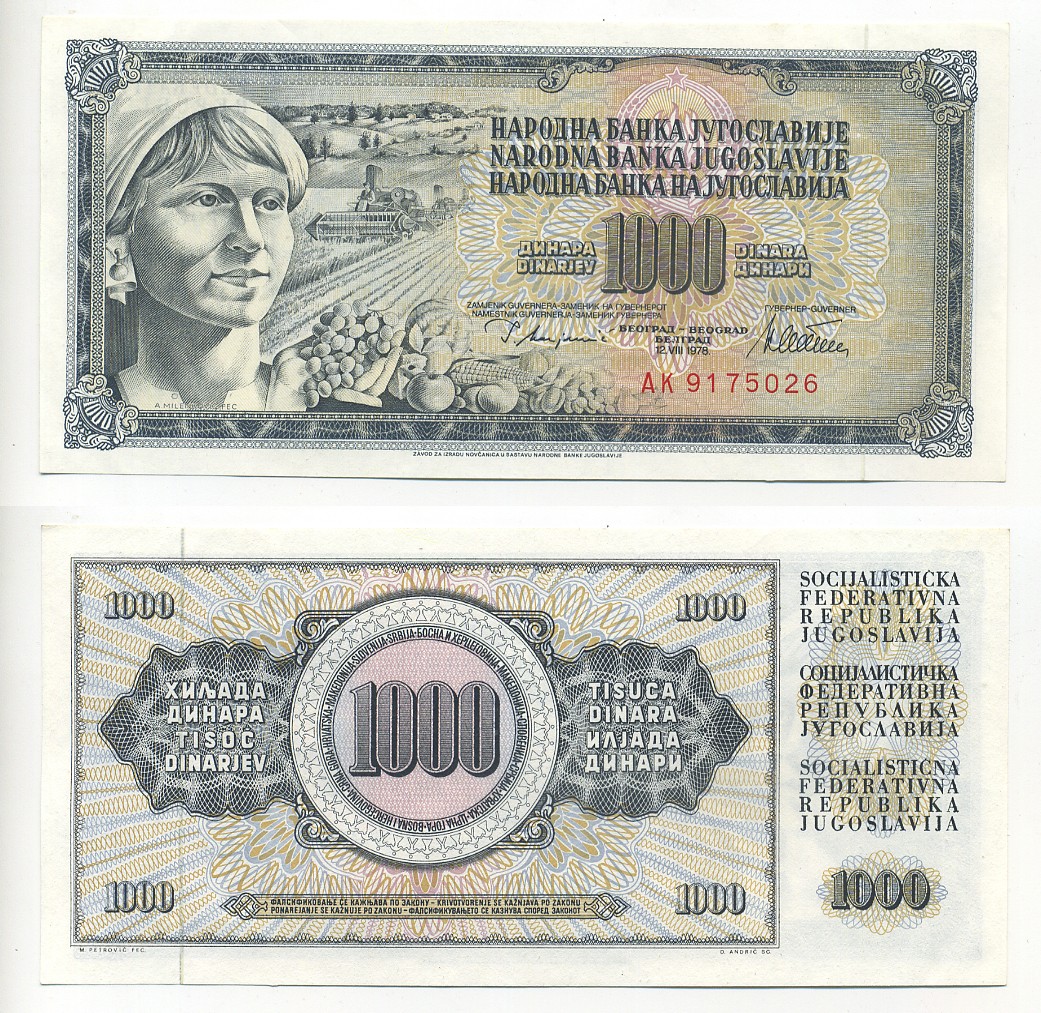 НАРОДНА БАНКА ЈУГОСЛАВИЈЕ
NARODNA BANKA JUGOSLAVIJE
НАРОДНА БАНКА НА ЈУГОСЛАВИЈА
ДИНАРА 1000 DINARA
DINARJEV ДИНАРИ
ZAMJENIK GUVERNERA-ЗАМЕНИК НА ГУВЕРНЕРОТ ГУВЕРНЕР-GUVERNER
NAMESTNIK GUVERNERJA-ЗАМЕНИК ГУВЕРНЕРА
БЕОГРАД – BEOGRAD
БЕЛГРАД
12.VIII 1978.
AK 9175026
FEC.
ZAVOD ZA IZRADU NOVČANICA U SASTAVU NARODNE BANKE JUGOSLAVIJE
1000 1000
ХИЉАДА
ДИНАРА
TISOČ
DINARJEV
1000
TISUĆA
DINARA
ИЛЈАДА
ДИНАРИ
SOCIJALISTIČKA
FEDERATIVNA
REPUBLIKA
JUGOSLAVIJA
СОЦИЈАЛИСТИЧКА
ФЕДЕРАТИВНА
РЕПУБЛИКА
ЈУГОСЛАВИЈА
SOCIALISTIČNA
FEDERATIVNA
REPUBLIKA
JUGOSLAVIJA
1000 1000 1000
ФАЛСИФИКОВАЊЕ СЕ КАЖЊАВА ПО ЗАКОНУ – KRIVOTVORENJE SE KAŽNJAVA PO ZAKONU
PONAREJANJE SE KAZNUJE PO ZAKONU – ФАЛСИФИКУВАЊЕТО СЕ КАЗНУВА СПОРЕД ЗАКОНОТ
M. PETROVIĆ FEC. D. ANDRIĆ SC.